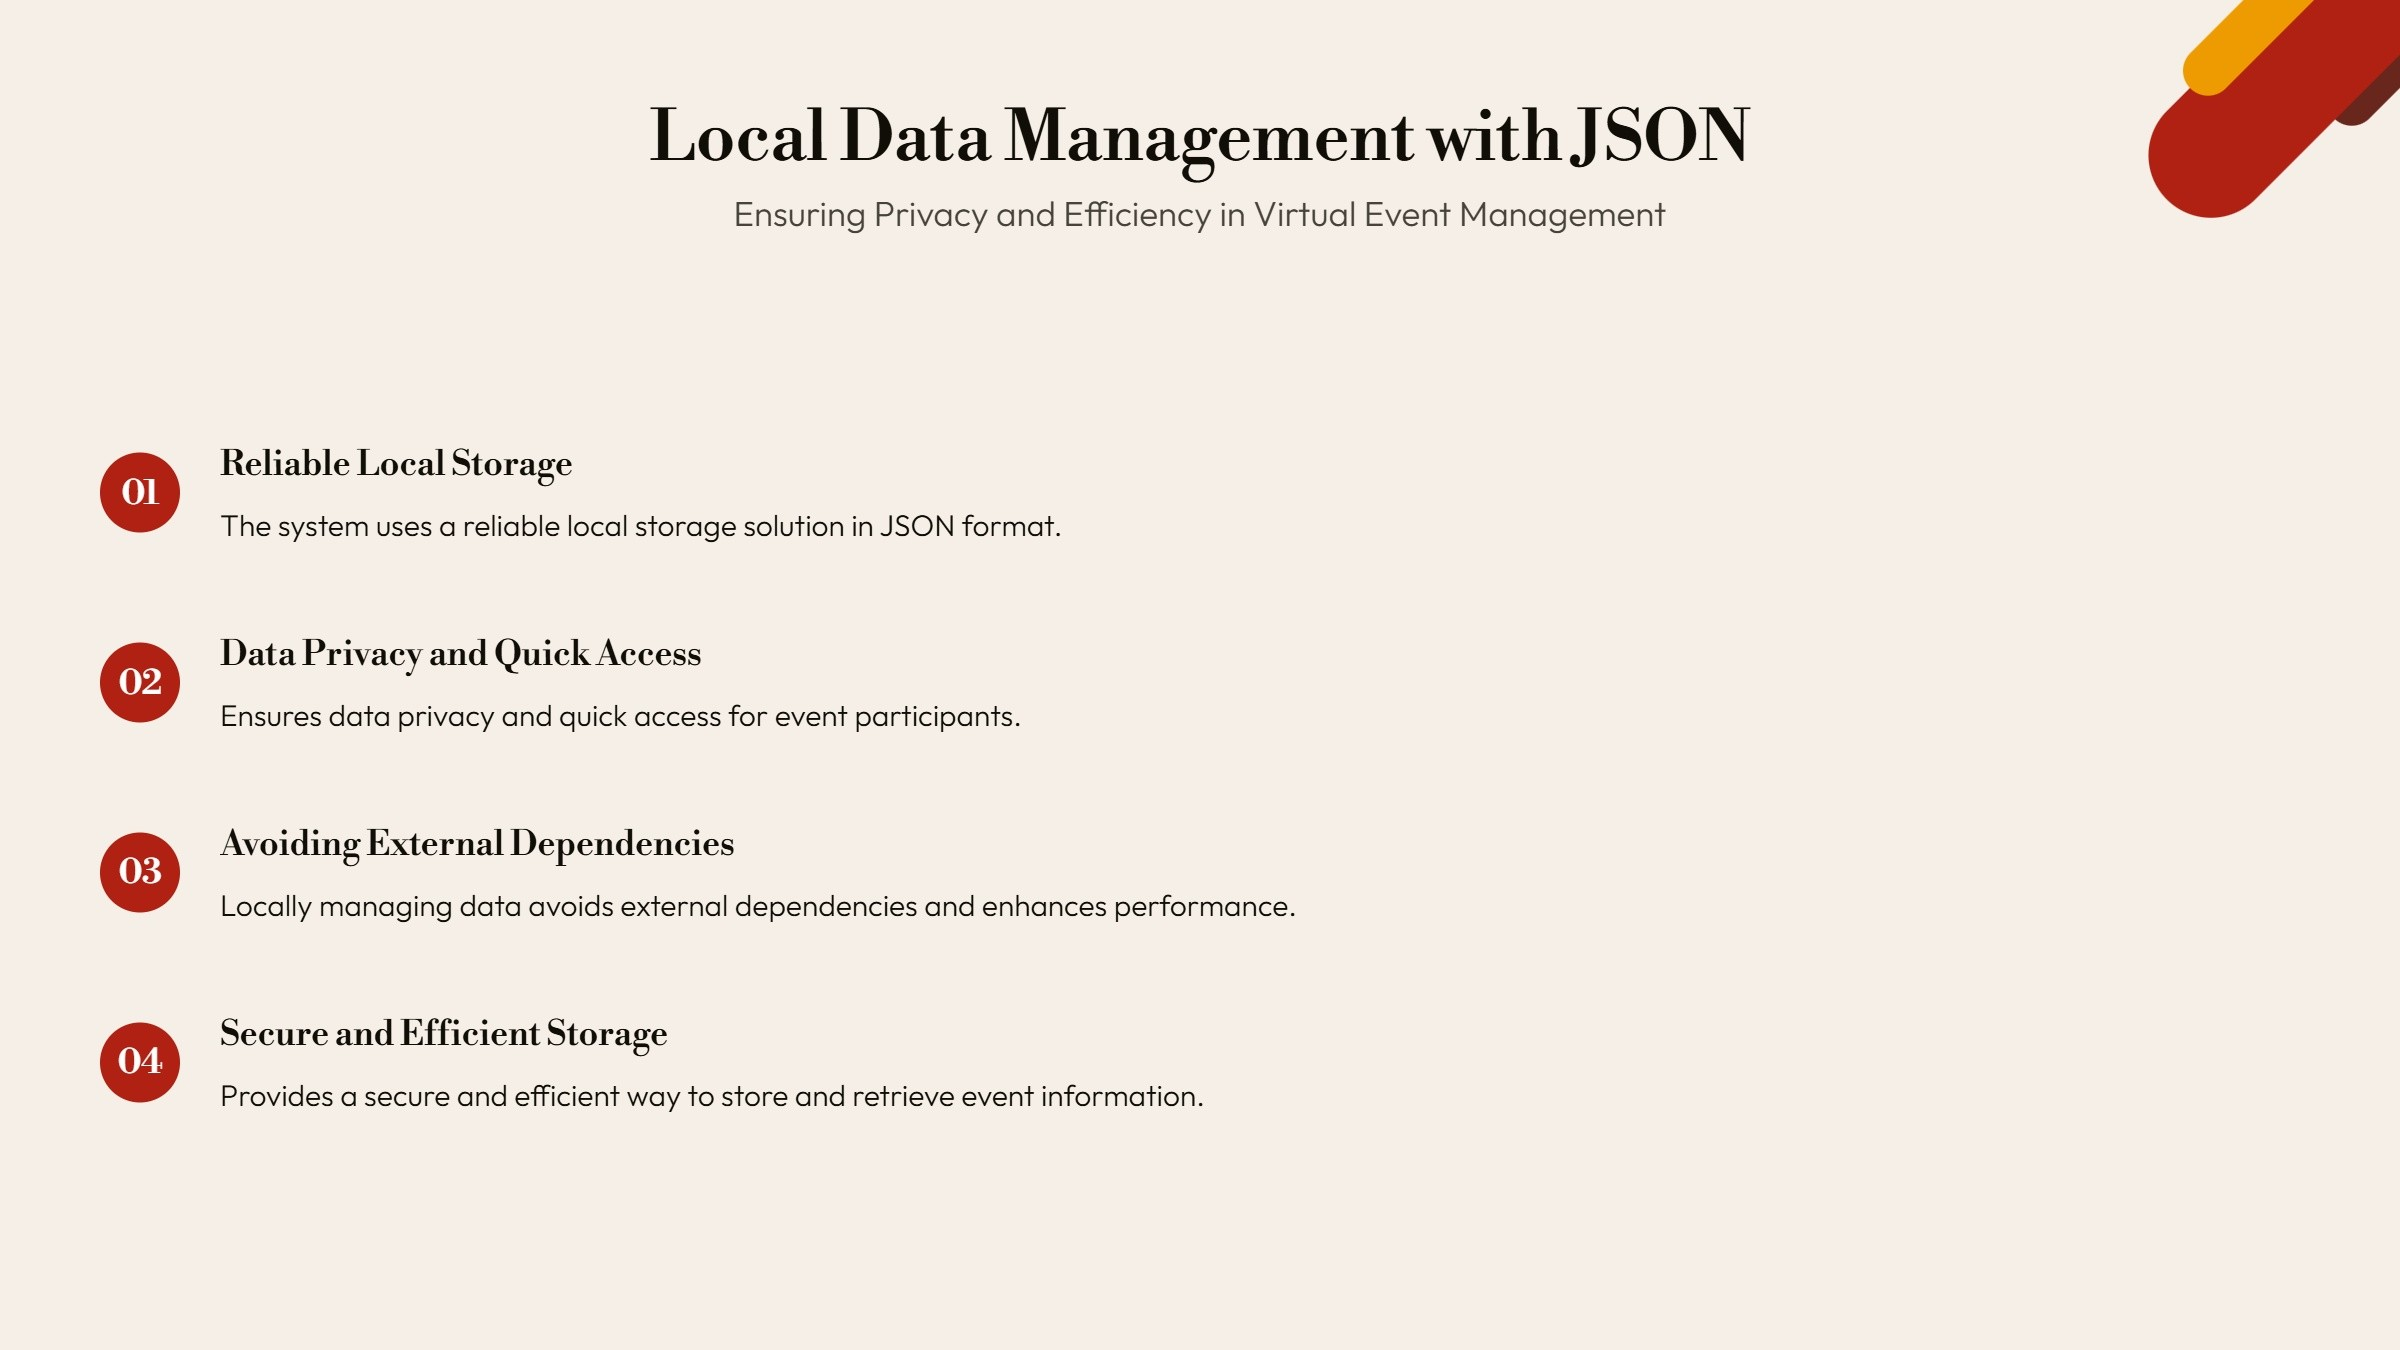 Local Data Management with JSON
Ensuring Privacy and Efficiency in Virtual Event Management
01
Reliable Local Storage
The system uses a reliable local storage solution in JSON format.
02
Data Privacy and Quick Access
Ensures data privacy and quick access for event participants.
03
Avoiding External Dependencies
Locally managing data avoids external dependencies and enhances performance.
04
Secure and Efficient Storage
Provides a secure and efficient way to store and retrieve event information.